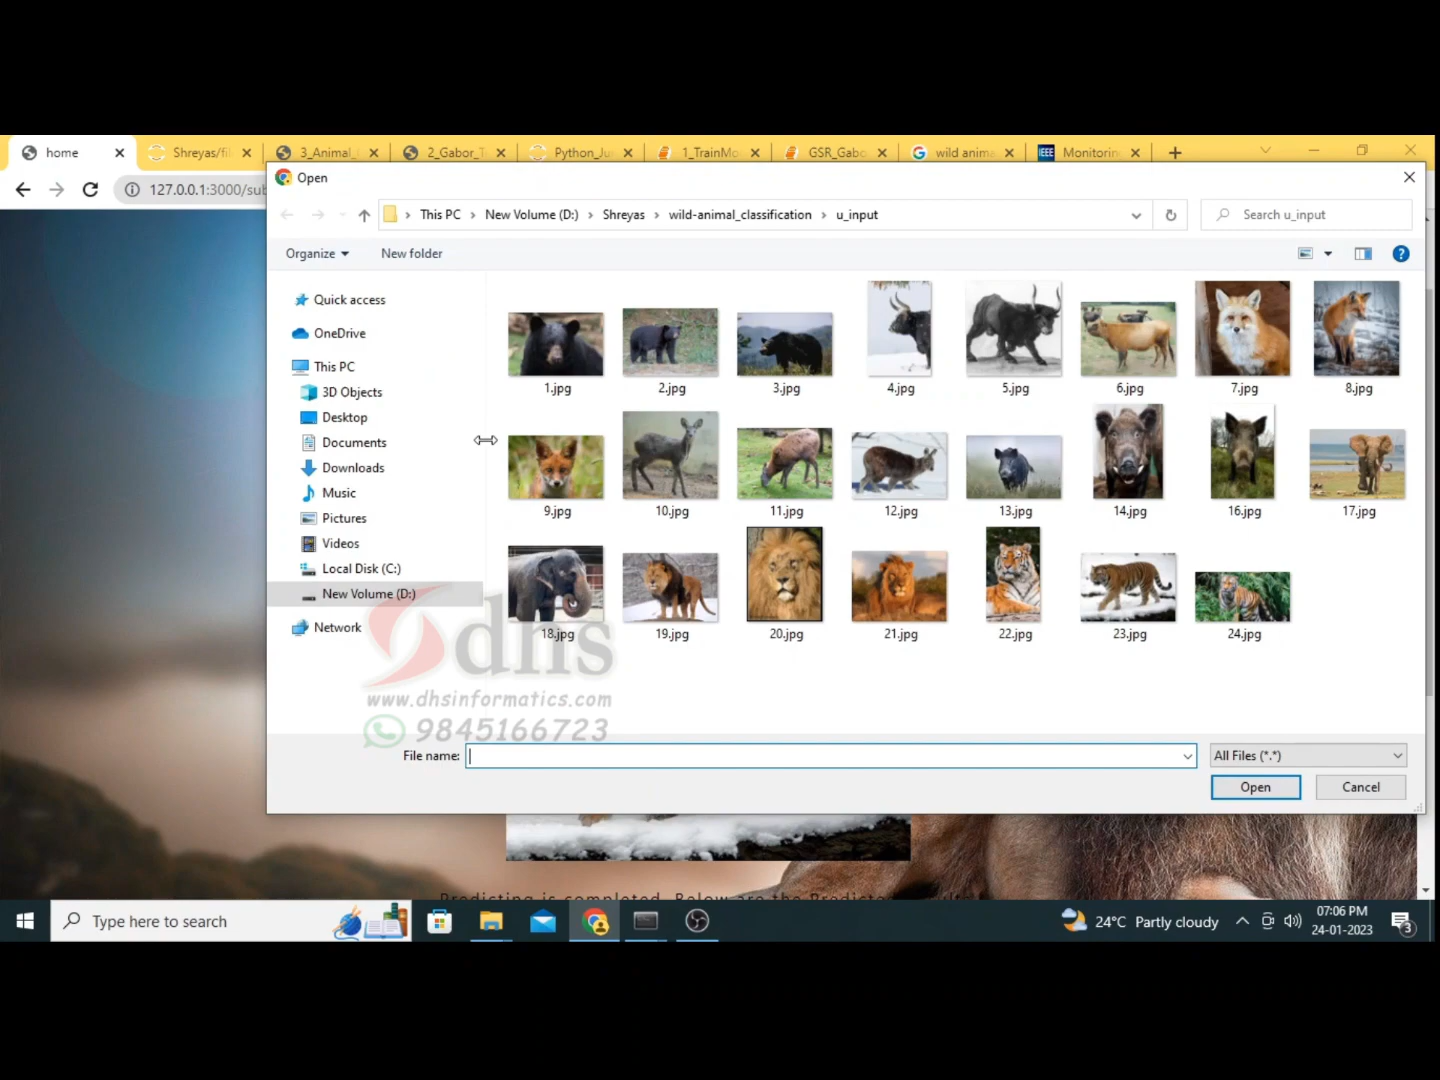 home
Shreyas/fil
3_Animal_
2_Gabor_T
Python_Ju
1_TrainMo
GSR_Gabo
wild anima
IEEE
Monitorin
127.0.0.1:3000/sub
Open
This PC > New Volume (D:) > Shreyas > wild-animal_classification > u_input
Search u_input
Organize
New folder
Quick access
OneDrive
This PC
3D Objects
Desktop
Documents
Downloads
Music
Pictures
Videos
Local Disk (C:)
New Volume (D:)
Network
1.jpg
2.jpg
3.jpg
4.jpg
5.jpg
6.jpg
7.jpg
8.jpg
9.jpg
10.jpg
11.jpg
12.jpg
13.jpg
14.jpg
16.jpg
17.jpg
18.jpg
19.jpg
20.jpg
21.jpg
22.jpg
23.jpg
24.jpg
dhs
www.dhsinformatics.com
9845166723
File name:
All Files (*.*)
Open
Cancel
Predicting is completed. Below are the Predicted
Type here to search
24°C Partly cloudy
07:06 PM
24-01-2023
3